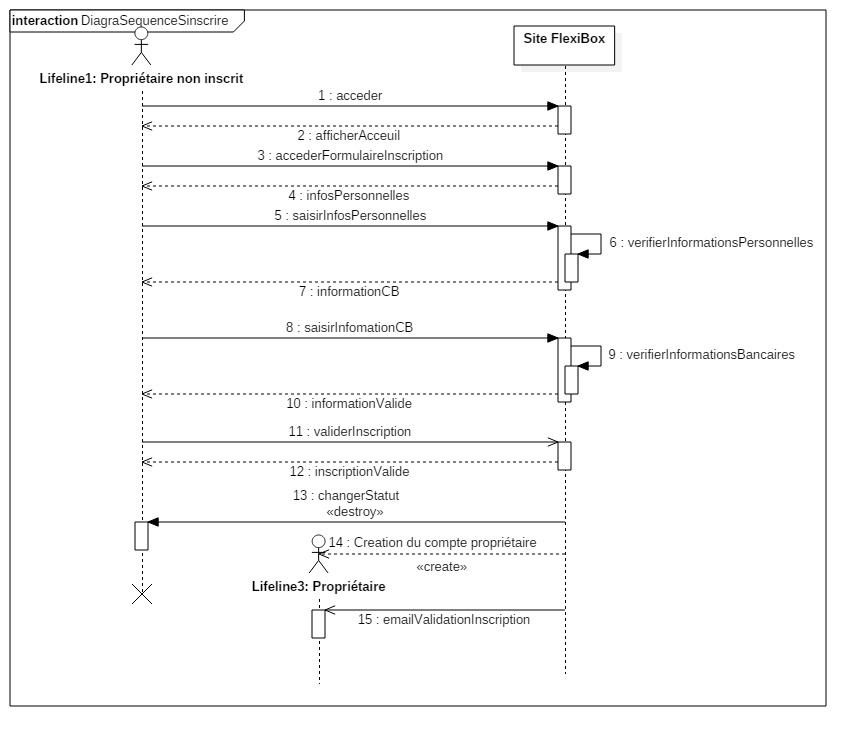 interaction DiagraSequenceSinscrire
Site FlexiBox
Lifeline1: Propriétaire non inscrit
1 : acceder
2 : afficherAcceuil
3 : accederFormulaireInscription
4 : infosPersonnelles
5 : saisirInfosPersonnelles
6 : verifierInformationsPersonnelles
7 : informationCB
8 : saisirInfomationCB
9 : verifierInformationsBancaires
10 : informationValide
11 : validerInscription
12 : inscriptionValide
13 : changerStatut
«destroy»
14 : Creation du compte propriétaire
«create»
Lifeline3: Propriétaire
15 : emailValidationInscription